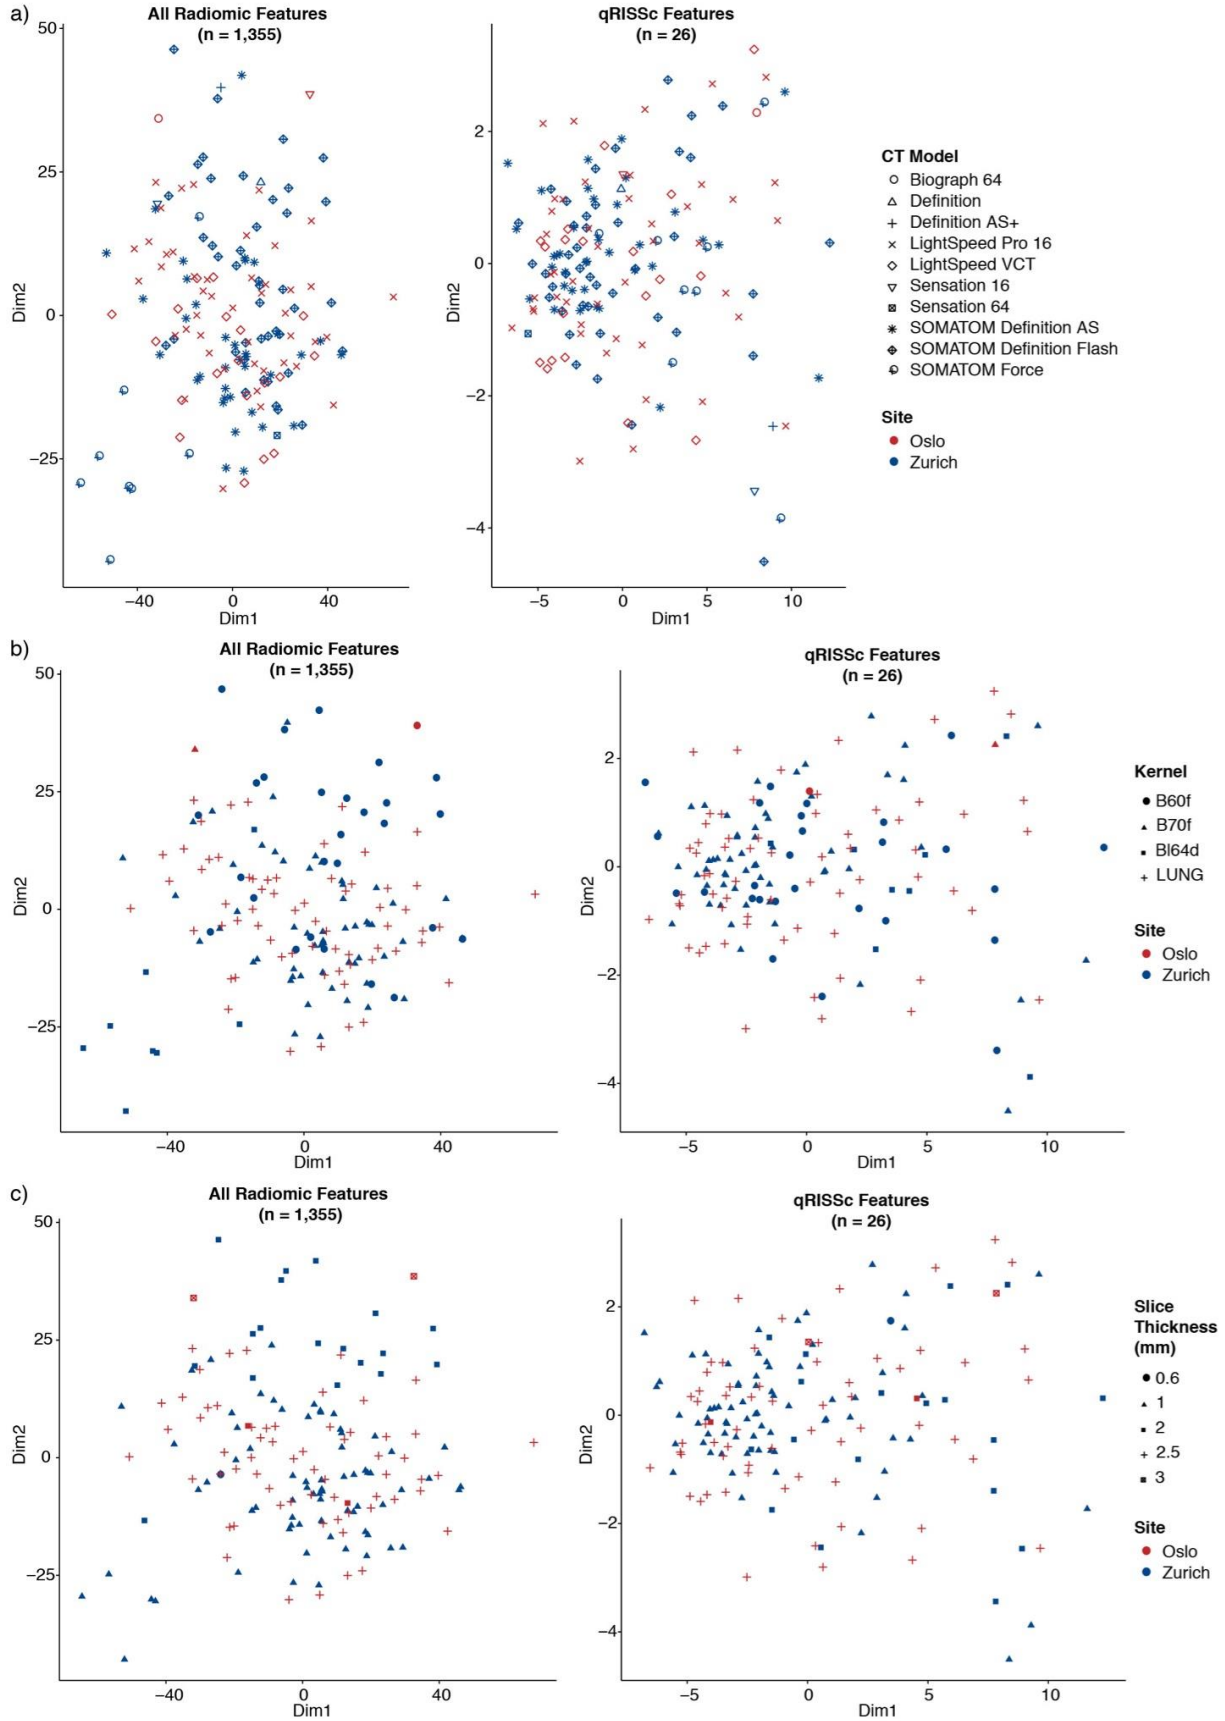 a)
All Radiomic Features
(n = 1,355)
qRISSc Features
(n = 26)
50
25
0
−25
Dim2
−40
0
40
Dim1
2
0
−2
−4
Dim2
−5
0
5
10
Dim1
CT Model
Biograph 64
Definition
Definition AS+
LightSpeed Pro 16
LightSpeed VCT
Sensation 16
Sensation 64
SOMATOM Definition AS
SOMATOM Definition Flash
SOMATOM Force
Site
Oslo
Zurich
b)
All Radiomic Features
(n = 1,355)
qRISSc Features
(n = 26)
50
25
0
−25
Dim2
−40
0
40
Dim1
2
0
−2
−4
Dim2
−5
0
5
10
Dim1
Kernel
B60f
B70f
Bl64d
LUNG
Site
Oslo
Zurich
c)
All Radiomic Features
(n = 1,355)
qRISSc Features
(n = 26)
50
25
0
−25
Dim2
−40
0
40
Dim1
2
0
−2
−4
Dim2
−5
0
5
10
Dim1
Slice
Thickness
(mm)
0.6
1
2
2.5
3
Site
Oslo
Zurich